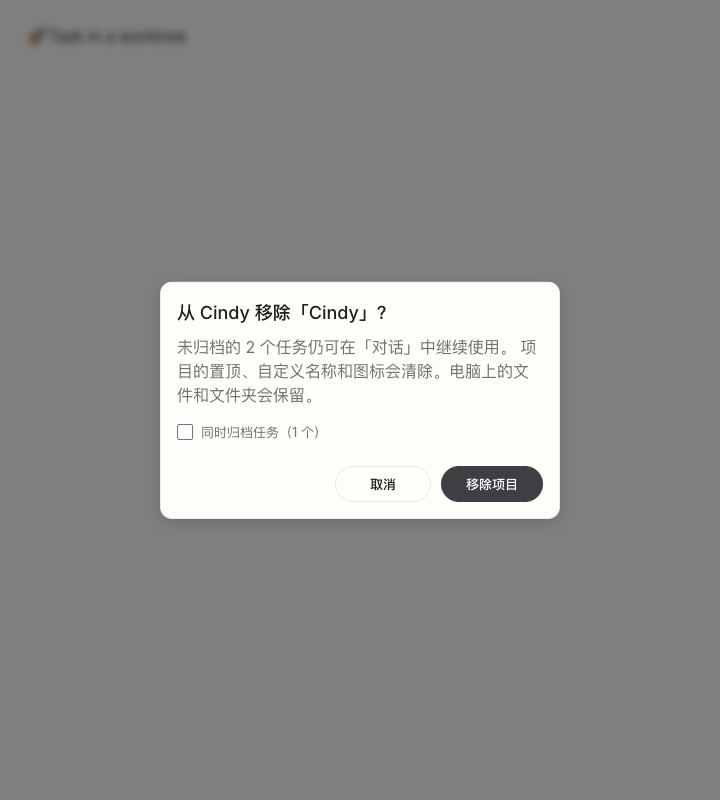 Task in a worktree
从 Cindy 移除「Cindy」?
未归档的 2 个任务仍可在「对话」中继续使用。 项
目的置顶、自定义名称和图标会清除。电脑上的文
件和文件夹会保留。
同时归档任务（1 个）
取消
移除项目